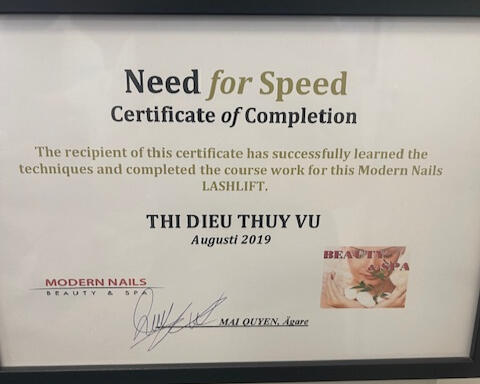 Need for Speed
Certificate of Completion
The recipient of this certificate has successfully learned the
techniques and completed the course work for this Modern Nails
LASHLIFT.
THI DIEU THUY VU
Augusti 2019
BEAUTY
& SPA
MODERN NAILS
BEAUTY & SPA
MAI QUYEN, Ägare